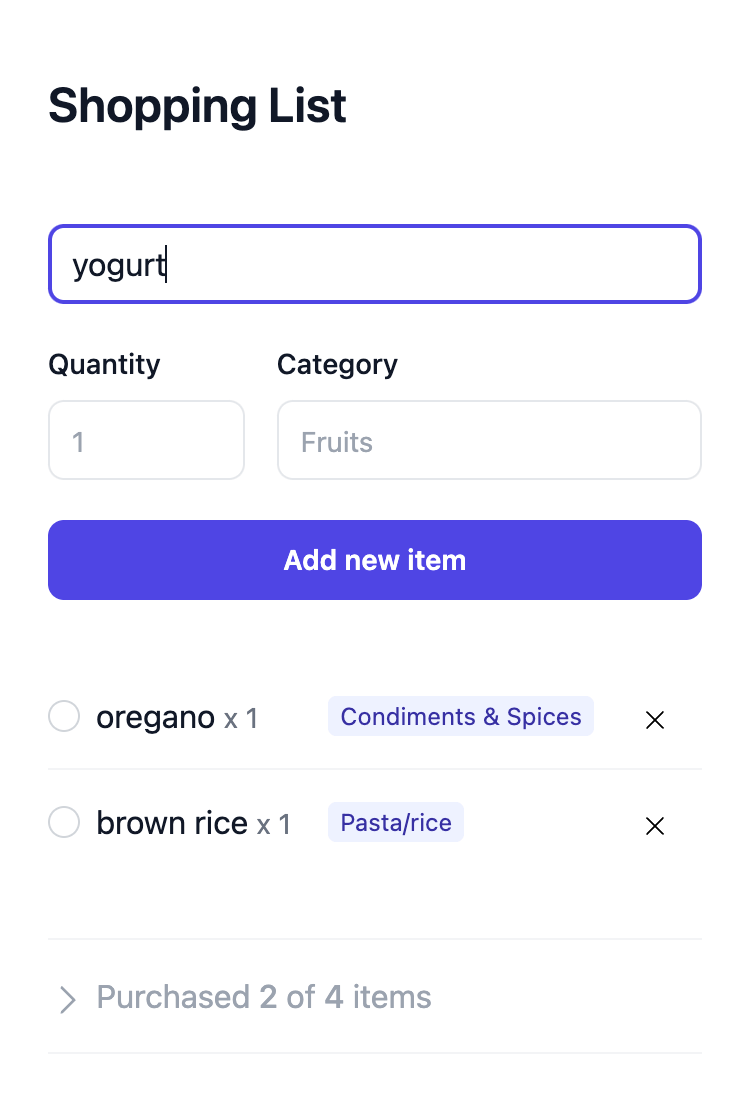 Shopping List
yogurt
Quantity Category
1 Fruits
Add new item
oregano x 1 Condiments & Spices
brown rice x 1 Pasta/rice
Purchased 2 of 4 items